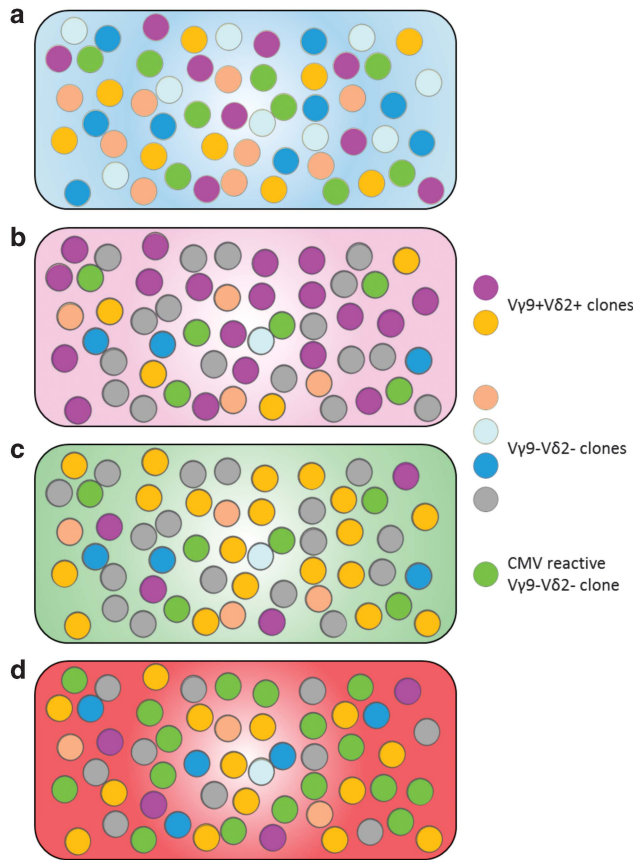 a
b
Vγ9+Vδ2+ clones
Vγ9-Vδ2- clones
c
CMV reactive
Vγ9-Vδ2- clone
d